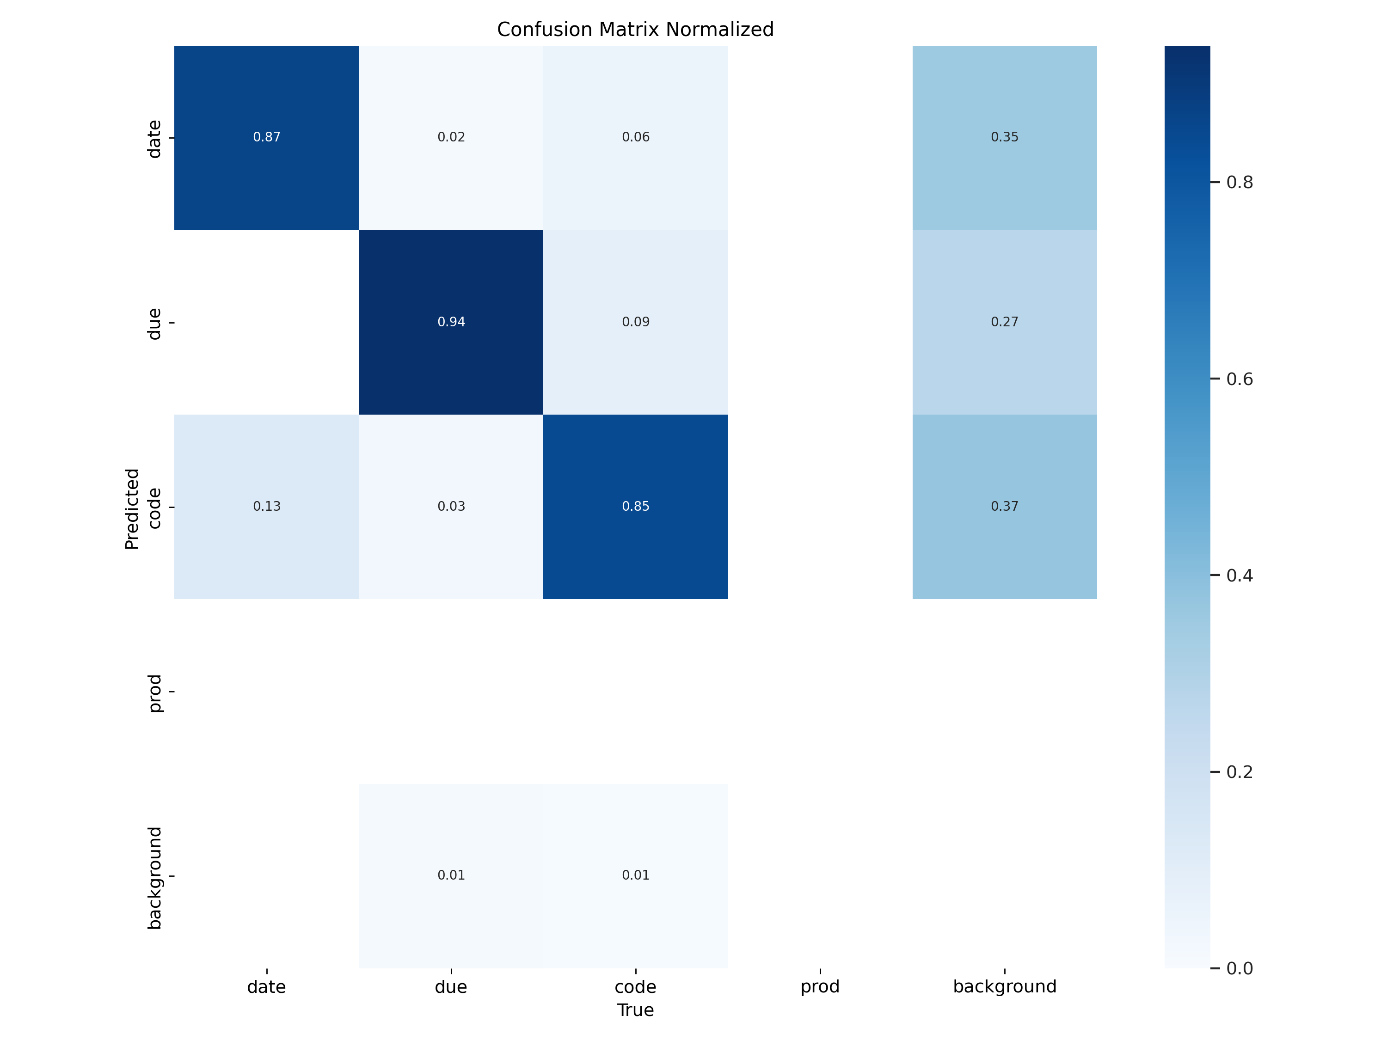 Confusion Matrix Normalized
date 0.87 0.02 0.06 0.35
due 0.94 0.09 0.27
code 0.13 0.03 0.85 0.37
prod
background 0.01 0.01
Predicted
date due code prod background
True
0.8
0.6
0.4
0.2
0.0